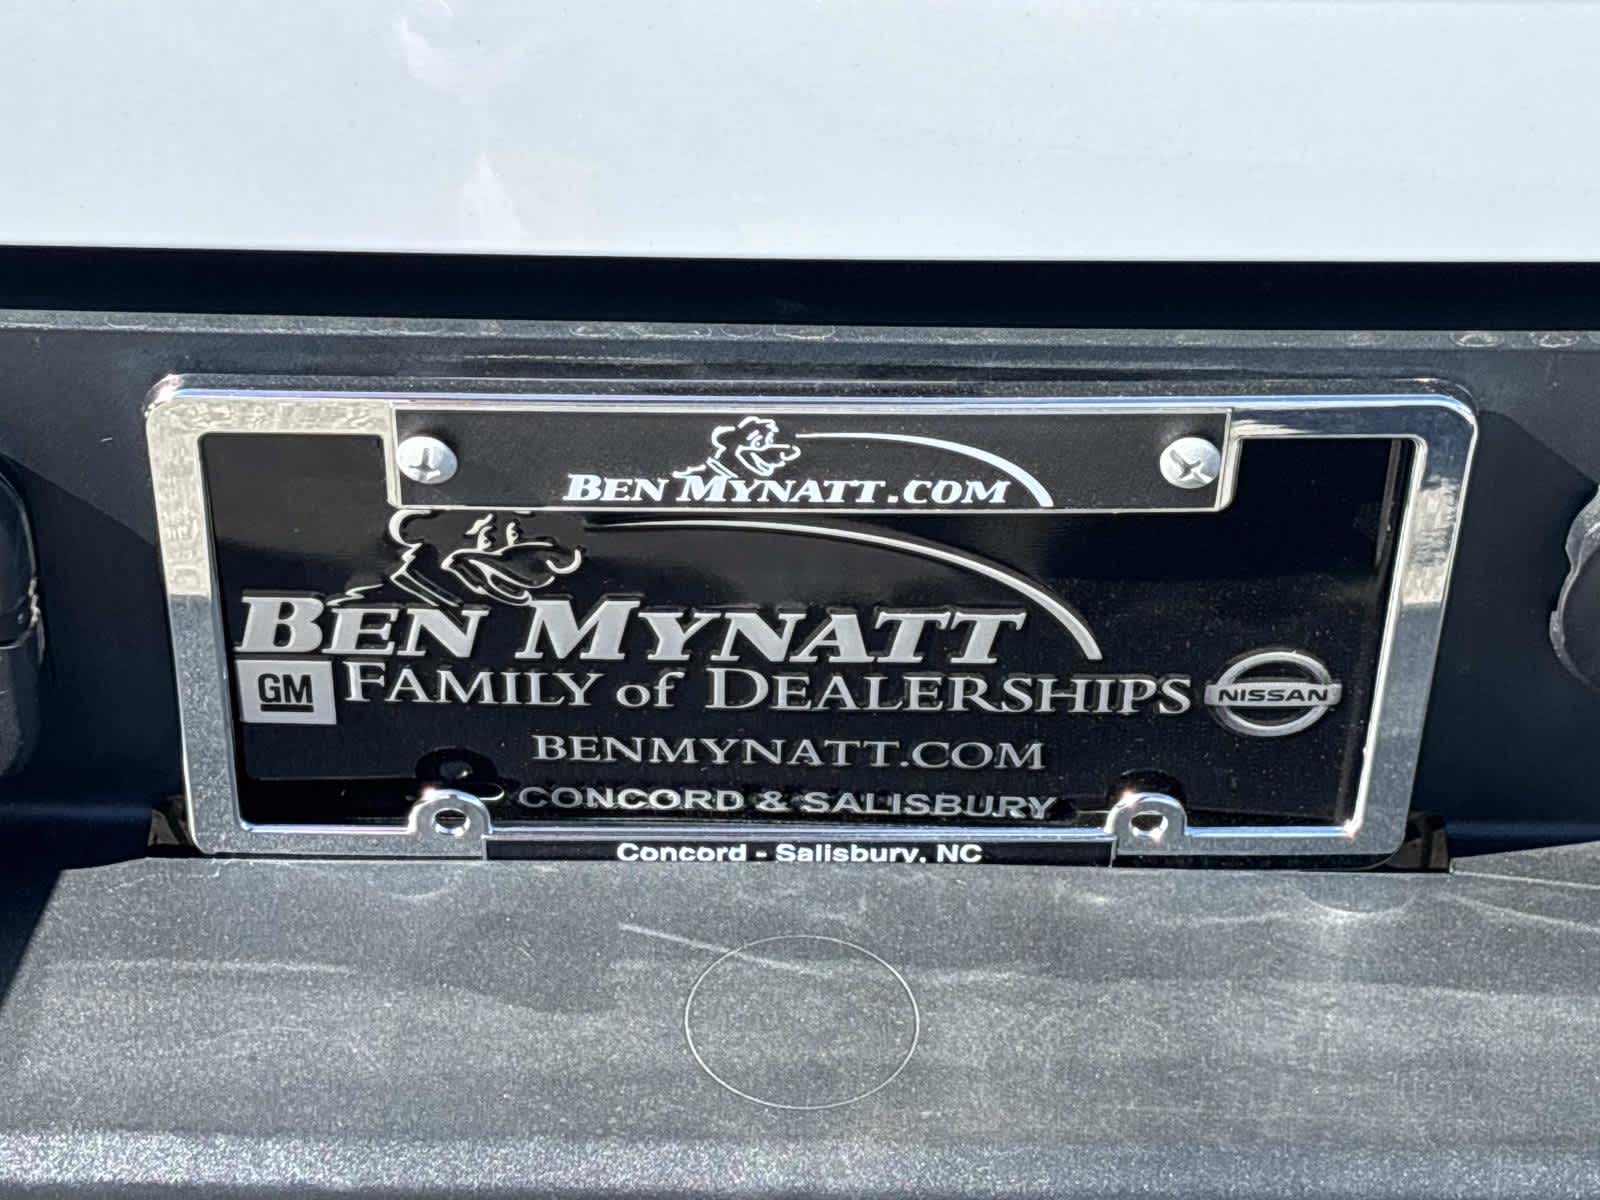 BEN MYNATT.COM
BEN MYNATT
GM FAMILY of DEALERSHIPS NISSAN
BENMYNATT.COM
CONCORD & SALISBURY
Concord - Salisbury, NC